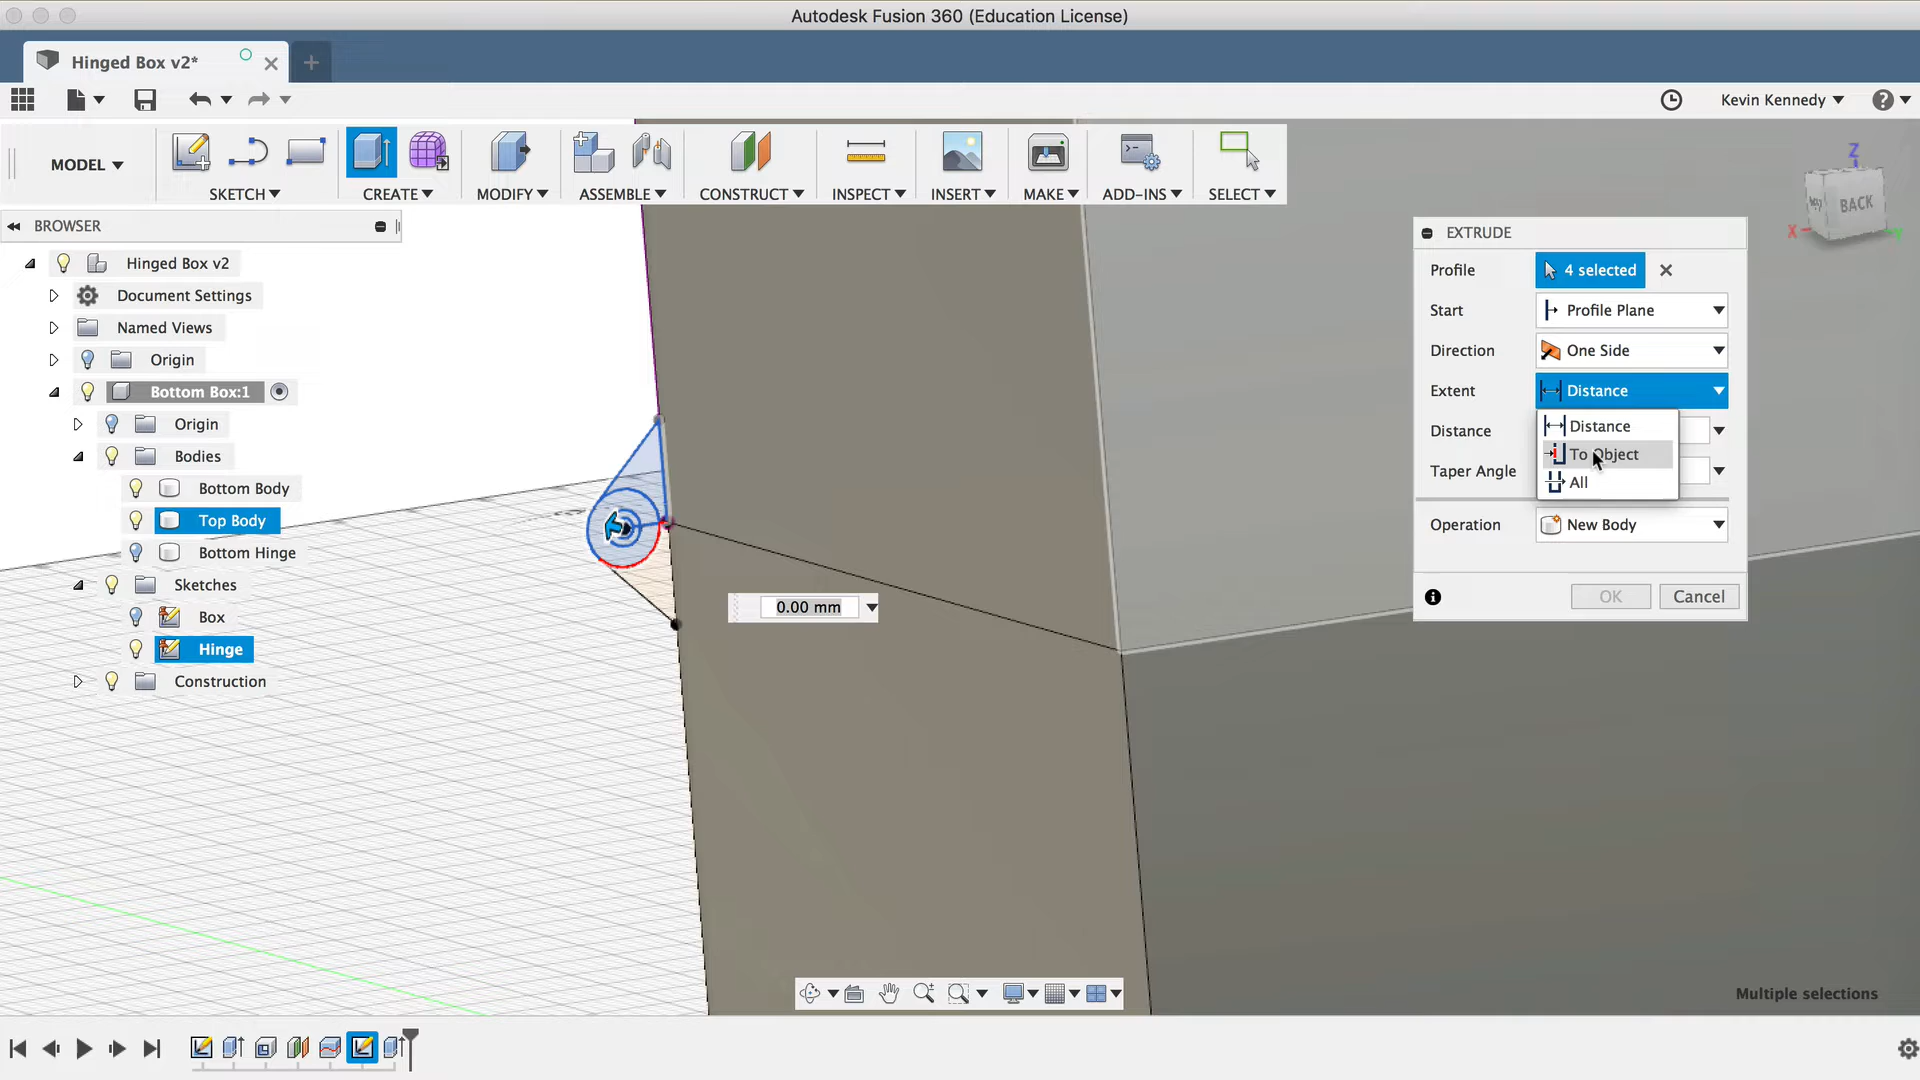 Autodesk Fusion 360 (Education License)
Hinged Box v2*
Kevin Kennedy
MODEL
SKETCH
CREATE
MODIFY
ASSEMBLE
CONSTRUCT
INSPECT
INSERT
MAKE
ADD-INS
SELECT
Z
BACK
X
BROWSER
Hinged Box v2
Document Settings
Named Views
Origin
Bottom Box:1
Origin
Bodies
Bottom Body
Top Body
Bottom Hinge
Sketches
Box
Hinge
Construction
0.00 mm
EXTRUDE
Profile 4 selected
Start Profile Plane
Direction One Side
Extent Distance
Distance
Distance
To Object
All
Taper Angle
Operation New Body
OK Cancel
Multiple selections